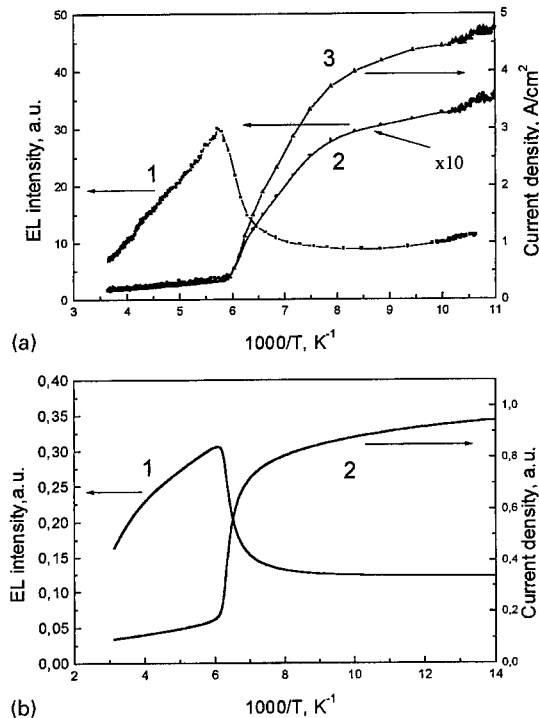 50
40
30
20
10
0
EL intensity, a.u.
5
4
3
2
1
0
Current density, A/cm²
1
3
2
x10
3 4 5 6 7 8 9 10 11
1000/T, K⁻¹
(a)
0,40
0,35
0,30
0,25
0,20
0,15
0,10
0,05
0,00
EL intensity,a.u.
1,0
0,8
0,6
0,4
0,2
0,0
Current density, a.u.
1
2
2 4 6 8 10 12 14
1000/T, K⁻¹
(b)